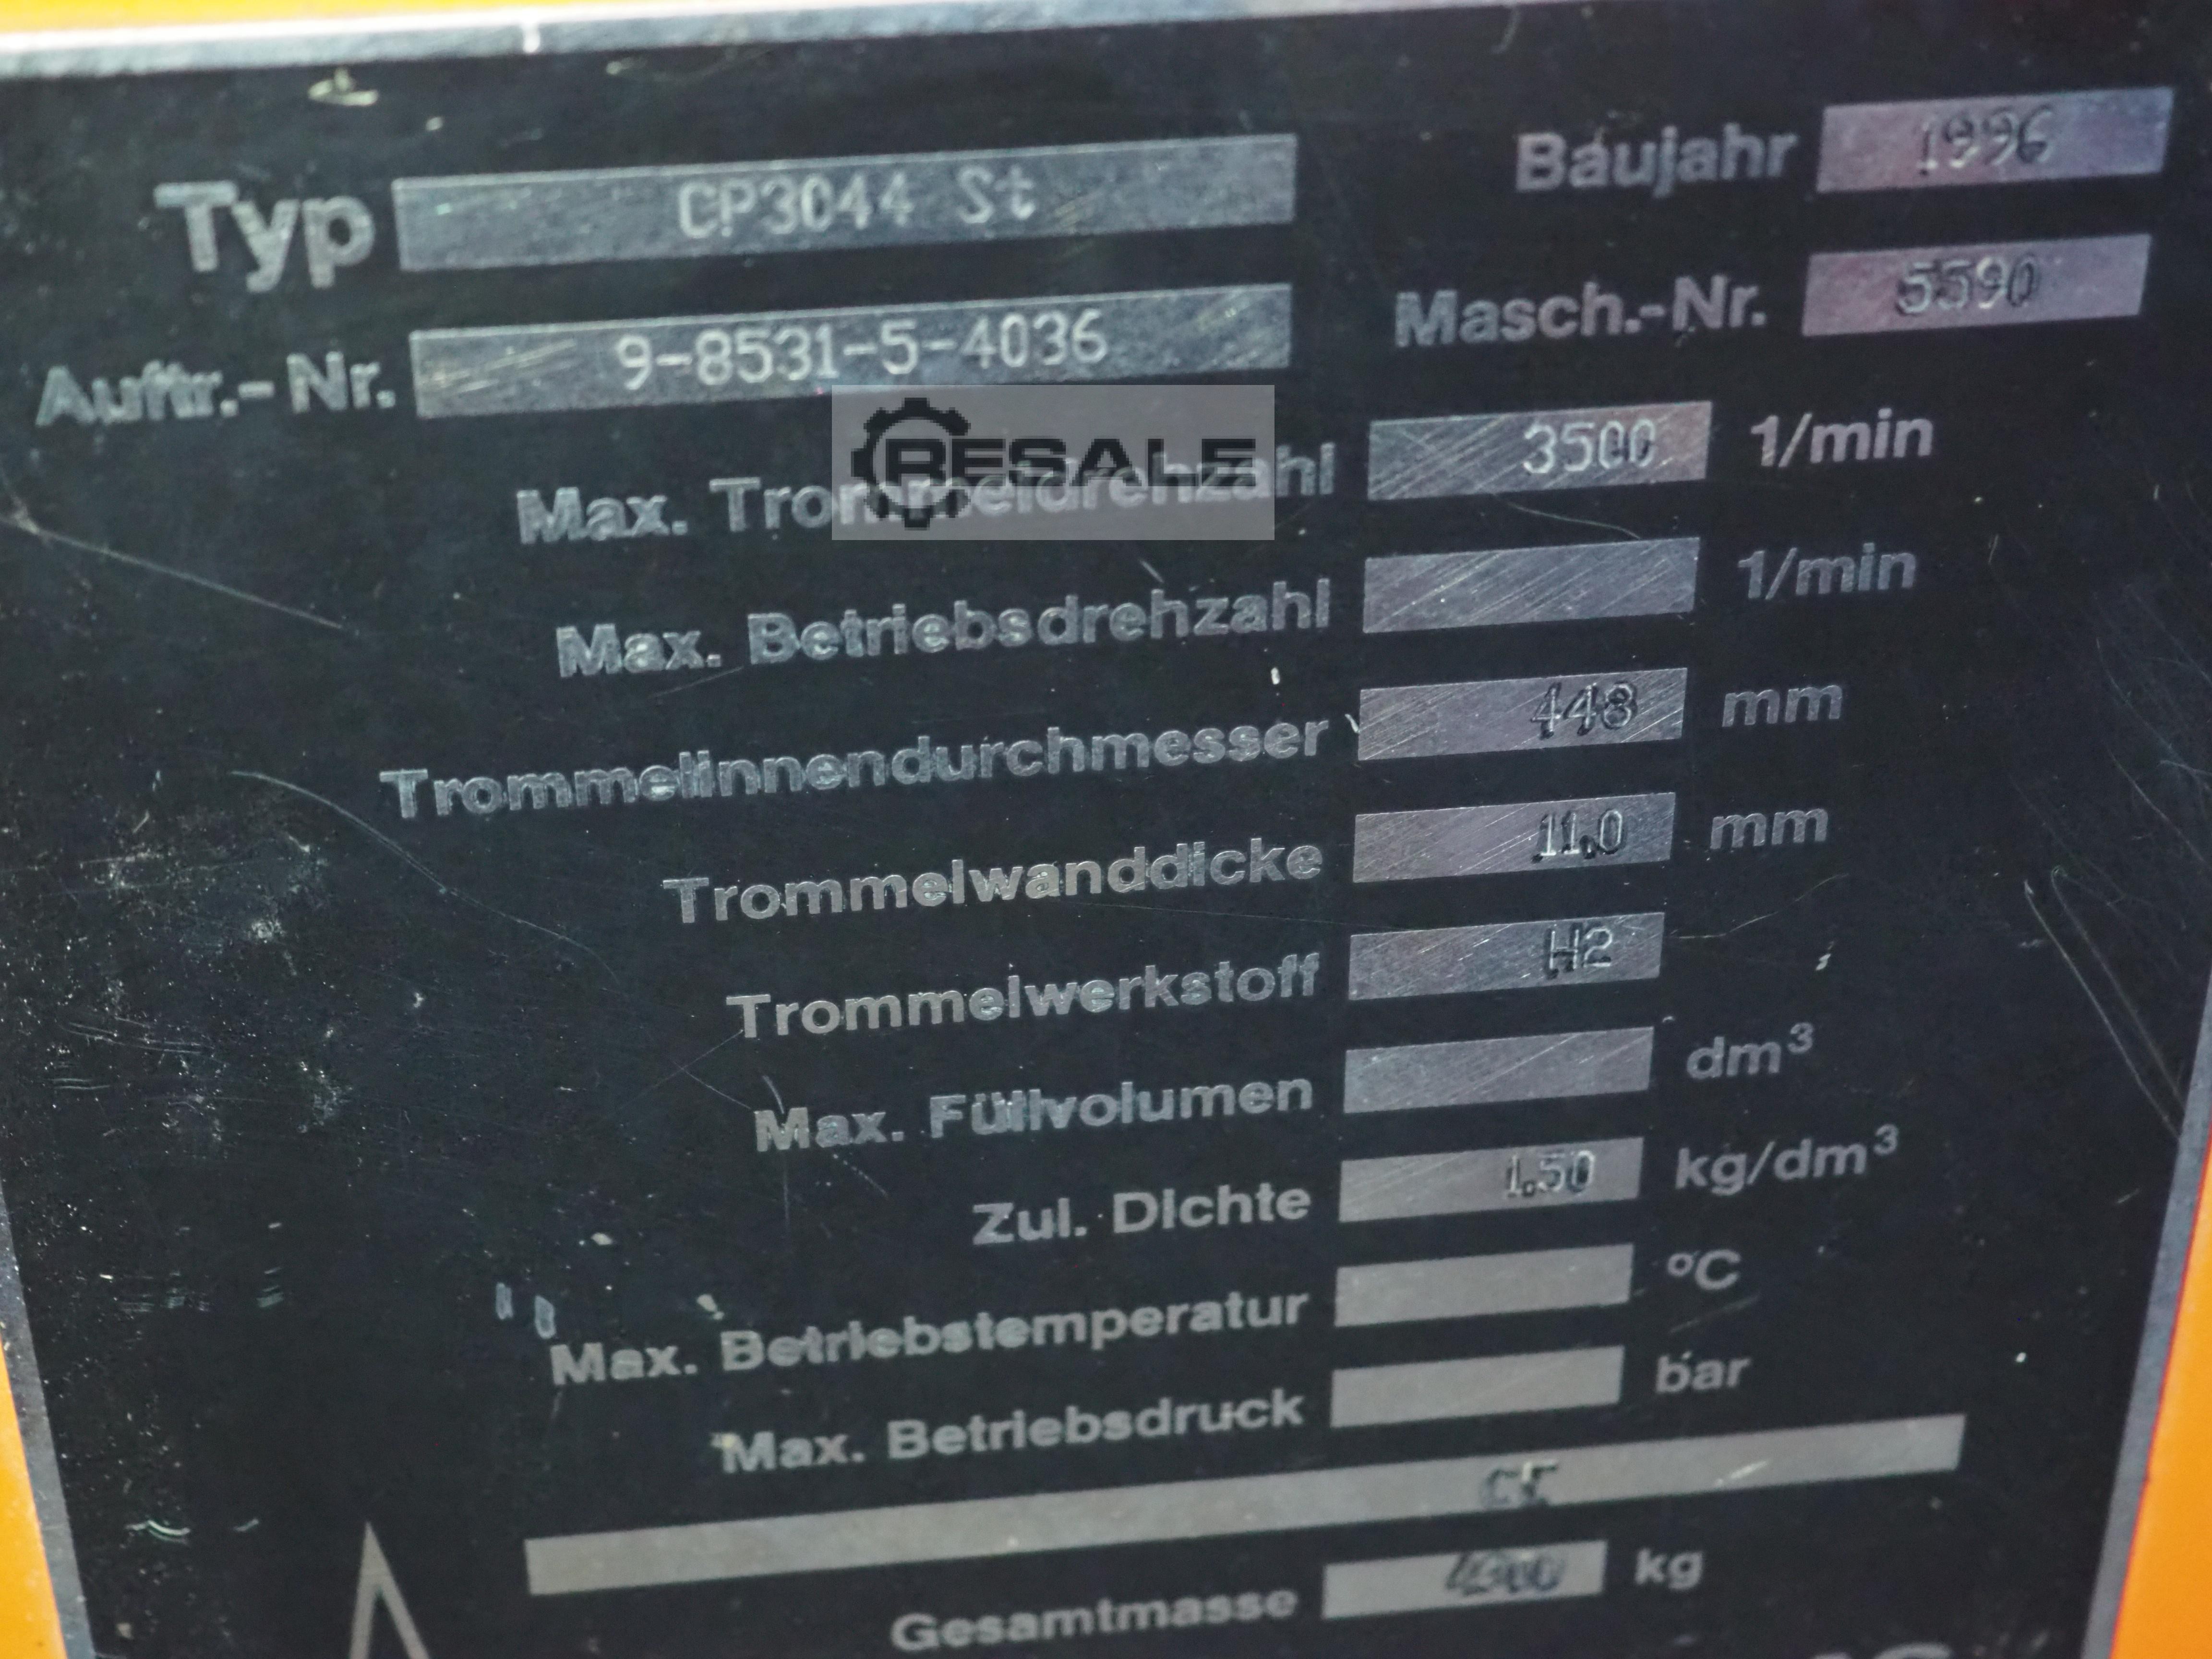 Typ CP3044 St Baujahr 1996
Auftr.-Nr. 9-8531-5-4036 Masch.-Nr. 5590
RESALE
Max. Trommeldrehzahl 3500 1/min
Max. Betriebsdrehzahl 1/min
Trommelinnendurchmesser 448 mm
Trommelwanddicke 11.0 mm
Trommelwerkstoff H2
Max. Füllvolumen dm³
Zul. Dichte 1.50 kg/dm³
Max. Betriebstemperatur °C
Max. Betriebsdruck bar
CE
Gesamtmasse kg